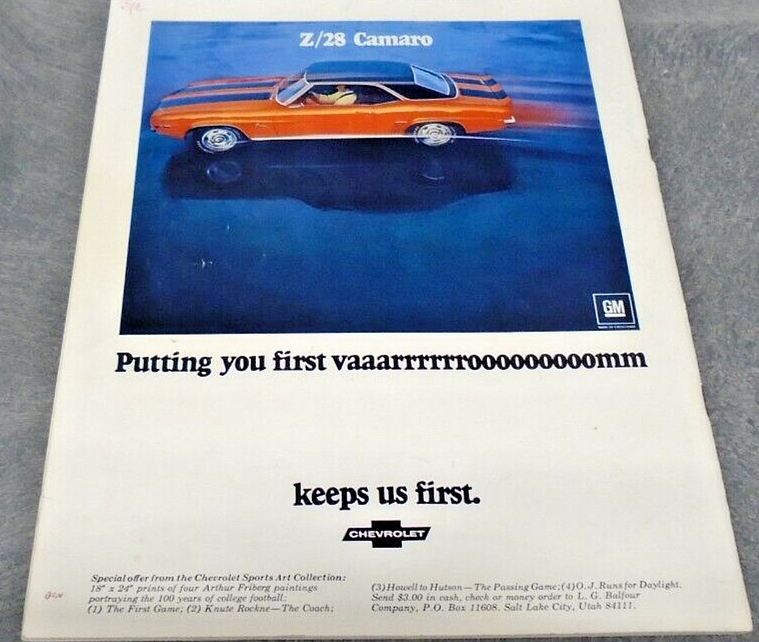 Z/28 Camaro
GM
Putting you first vaaarrrrrrooooooooomm
keeps us first.
CHEVROLET
Special offer from the Chevrolet Sports Art Collection:
18" x 24" prints of four Arthur Friberg paintings
portraying the 100 years of college football:
(1) The First Game; (2) Knute Rockne—The Coach;
(3) Howell to Hutson—The Passing Game; (4) O. J. Runs for Daylight.
Send $3.00 in cash, check or money order to L. G. Balfour
Company, P.O. Box 11608, Salt Lake City, Utah 84111.